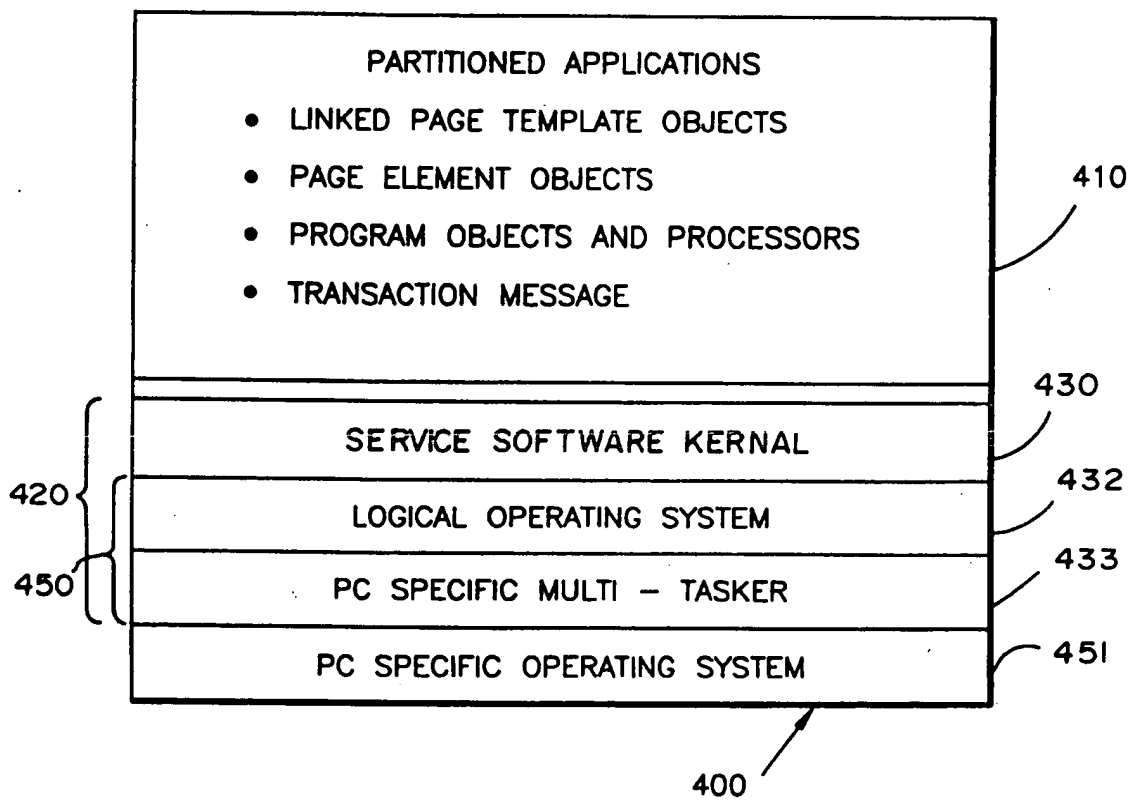 PARTITIONED APPLICATIONS
• LINKED PAGE TEMPLATE OBJECTS
• PAGE ELEMENT OBJECTS
• PROGRAM OBJECTS AND PROCESSORS
• TRANSACTION MESSAGE
410
430
SERVICE SOFTWARE KERNAL
420
432
LOGICAL OPERATING SYSTEM
433
450
PC SPECIFIC MULTI – TASKER
451
PC SPECIFIC OPERATING SYSTEM
400